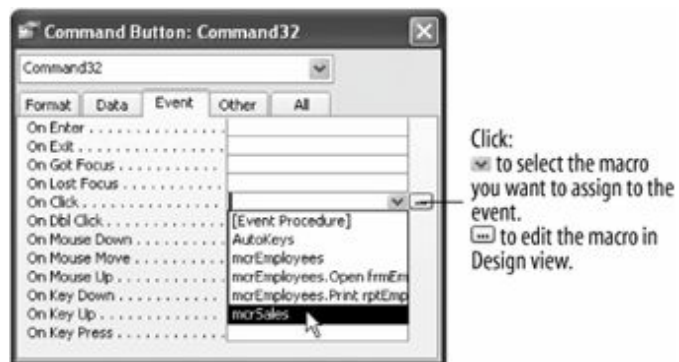 Command Button: Command32
Command32
Format Data Event Other All
On Enter . . . . . . . . . . . . . . .
On Exit . . . . . . . . . . . . . . . .
On Got Focus . . . . . . . . . . .
On Lost Focus . . . . . . . . . . .
On Click . . . . . . . . . . . . . . . ...
On Dbl Click . . . . . . . . . . . . . [Event Procedure]
On Mouse Down . . . . . . . . . AutoKeys
On Mouse Move . . . . . . . . . mcrEmployees
On Mouse Up . . . . . . . . . . . mcrEmployees.Open frmEm
On Key Down . . . . . . . . . . . mcrEmployees.Print rptEmp
On Key Up . . . . . . . . . . . . . mcrSales
On Key Press . . . . . . . . . . .
Click:
to select the macro
you want to assign to the
event.
... to edit the macro in
Design view.